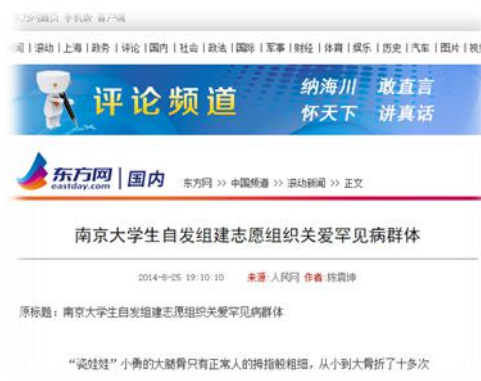 东方网首页 手机版 客户端
闻 | 滚动 | 上海 | 政务 | 评论 | 国内 | 社会 | 政法 | 国际 | 军事 | 财经 | 体育 | 娱乐 | 历史 | 汽车 | 图片 | 视
评论频道
纳海川 敢直言
怀天下 讲真话
东方网 | 国内
eastday.com
东方网 >> 中国频道 >> 滚动新闻 >> 正文
南京大学生自发组建志愿组织关爱罕见病群体
2014-8-25 19:10:10 来源:人民网 作者:陈震坤
原标题：南京大学生自发组建志愿组织关爱罕见病群体
“瓷娃娃”小勇的大腿骨只有正常人的拇指般粗细，从小到大骨折了十多次